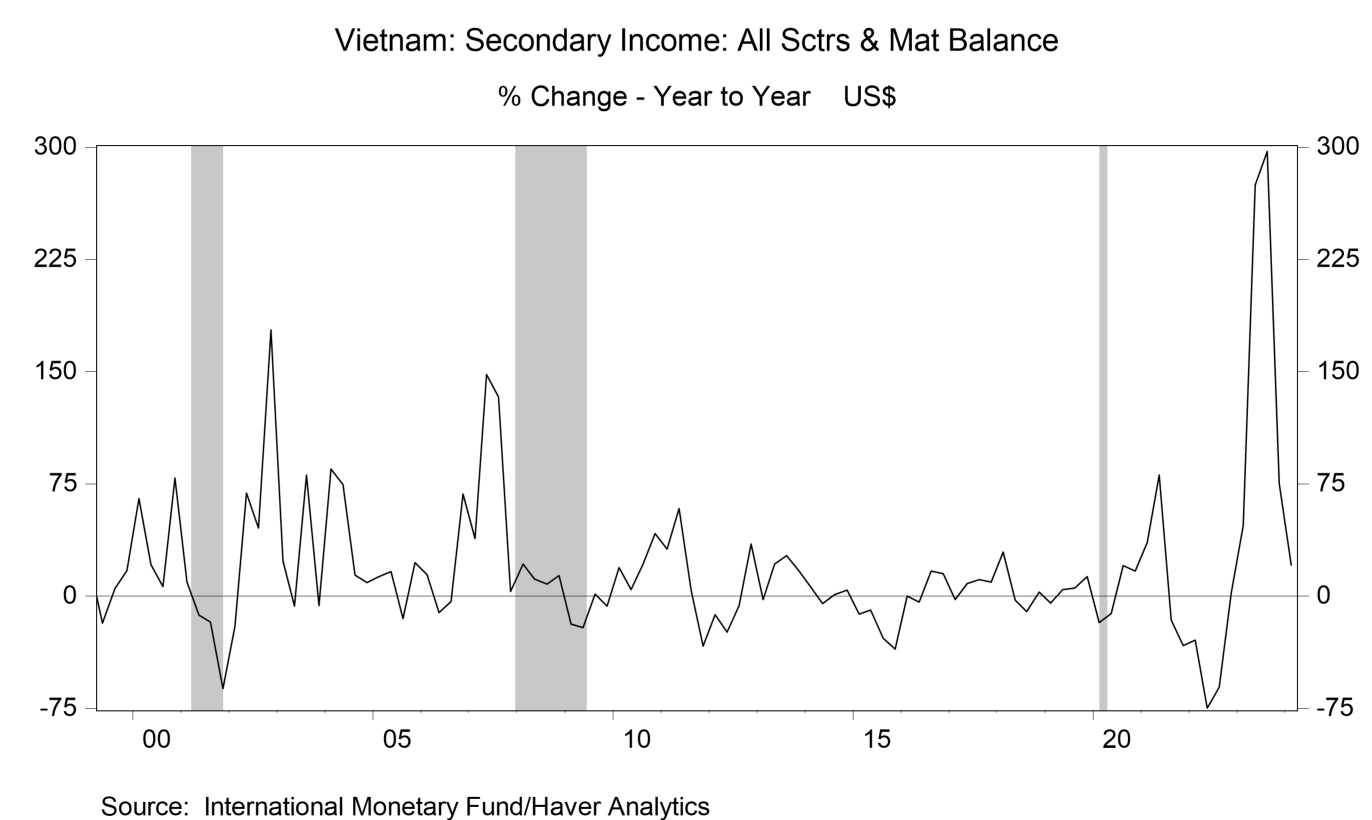 Vietnam: Secondary Income: All Sctrs & Mat Balance
% Change - Year to Year US$
300 300
225 225
150 150
75 75
0 0
-75 -75
00 05 10 15 20
Source: International Monetary Fund/Haver Analytics